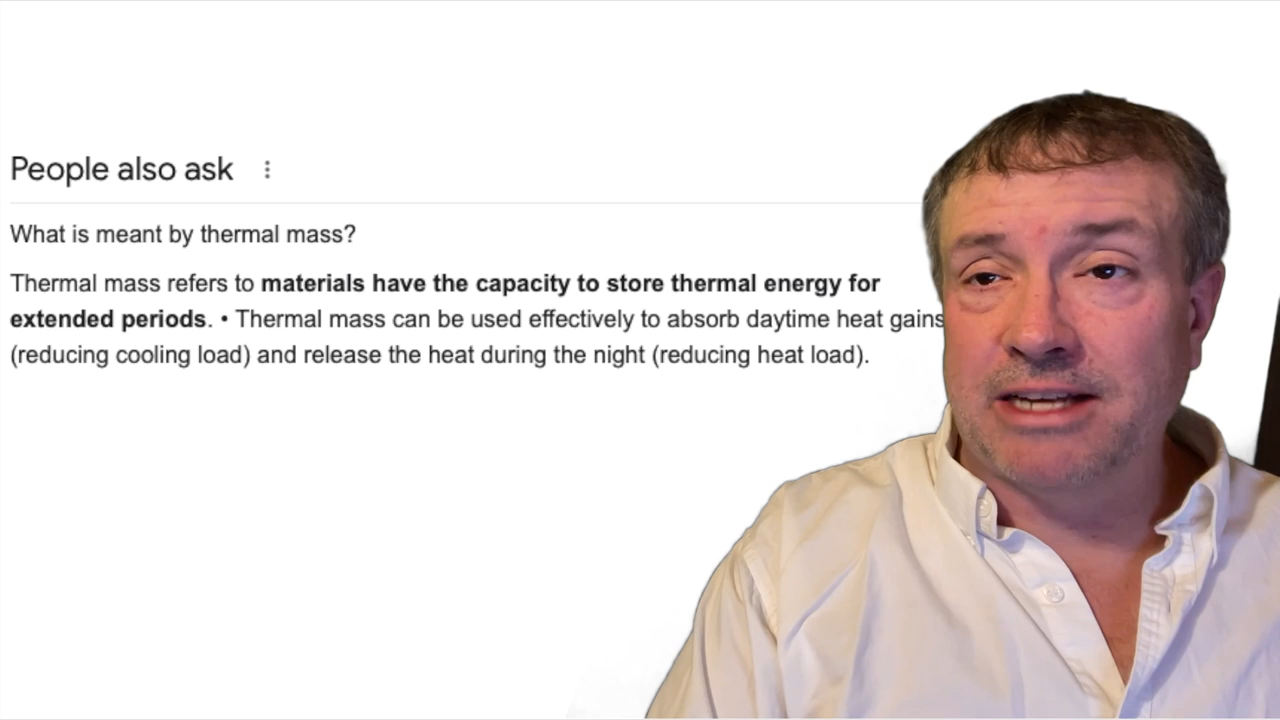 People also ask
What is meant by thermal mass?
Thermal mass refers to materials have the capacity to store thermal energy for
extended periods. • Thermal mass can be used effectively to absorb daytime heat gains
(reducing cooling load) and release the heat during the night (reducing heat load).